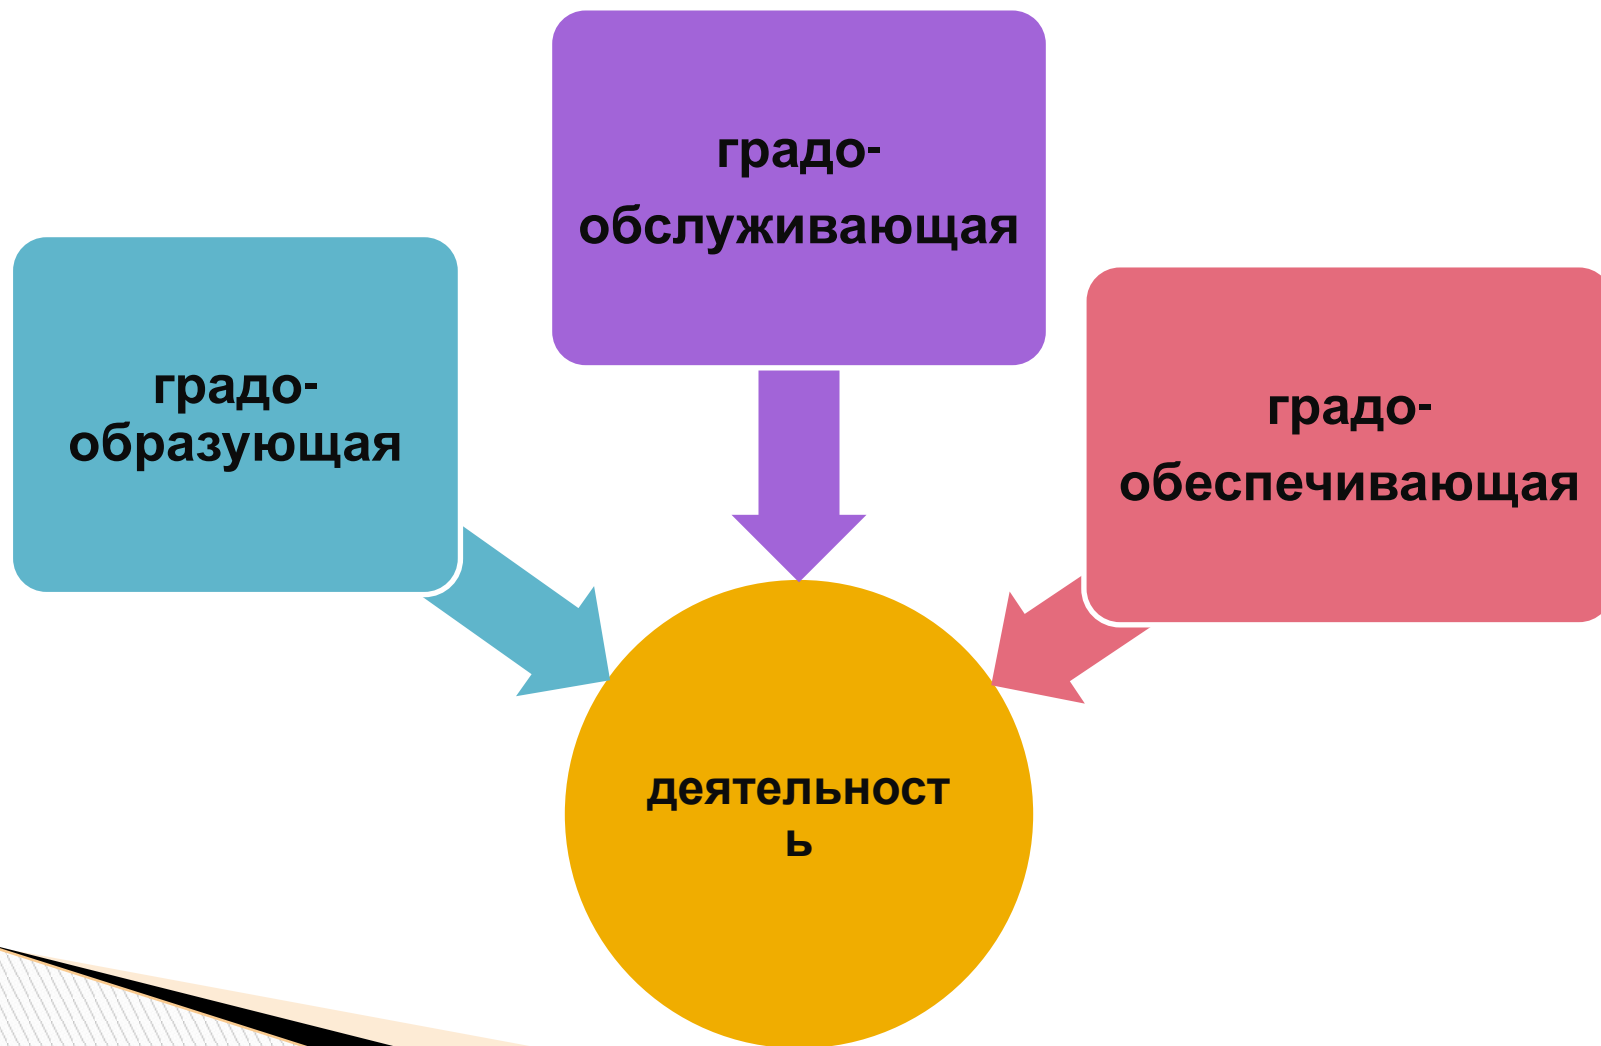 градо-
обслуживающая
градо-
образующая
градо-
обеспечивающая
деятельност
ь